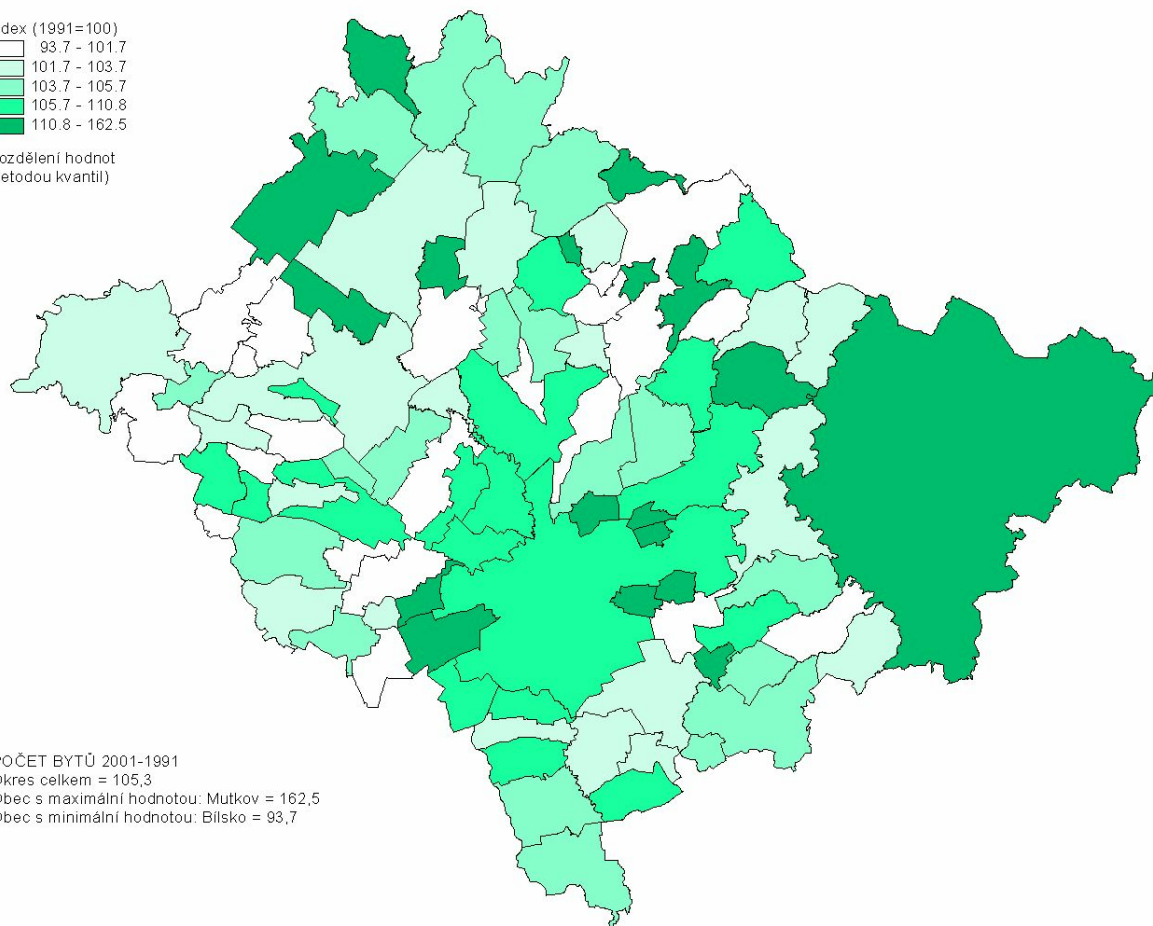 dex (1991=100)
93.7 - 101.7
101.7 - 103.7
103.7 - 105.7
105.7 - 110.8
110.8 - 162.5
ozdělení hodnot
etodou kvantil)
POČET BYTŮ 2001-1991
Okres celkem = 105,3
Obec s maximální hodnotou: Mutkov = 162,5
Obec s minimální hodnotou: Bílsko = 93,7